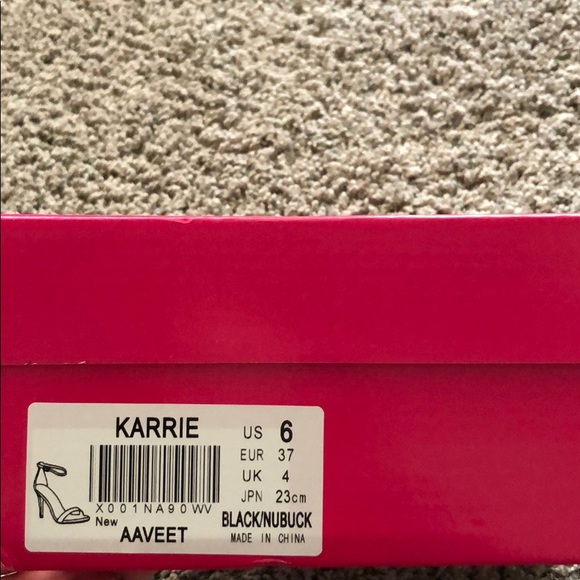 KARRIE
X001NA90WV
New
AAVEET
US 6
EUR 37
UK 4
JPN 23cm
BLACK/NUBUCK
MADE IN CHINA